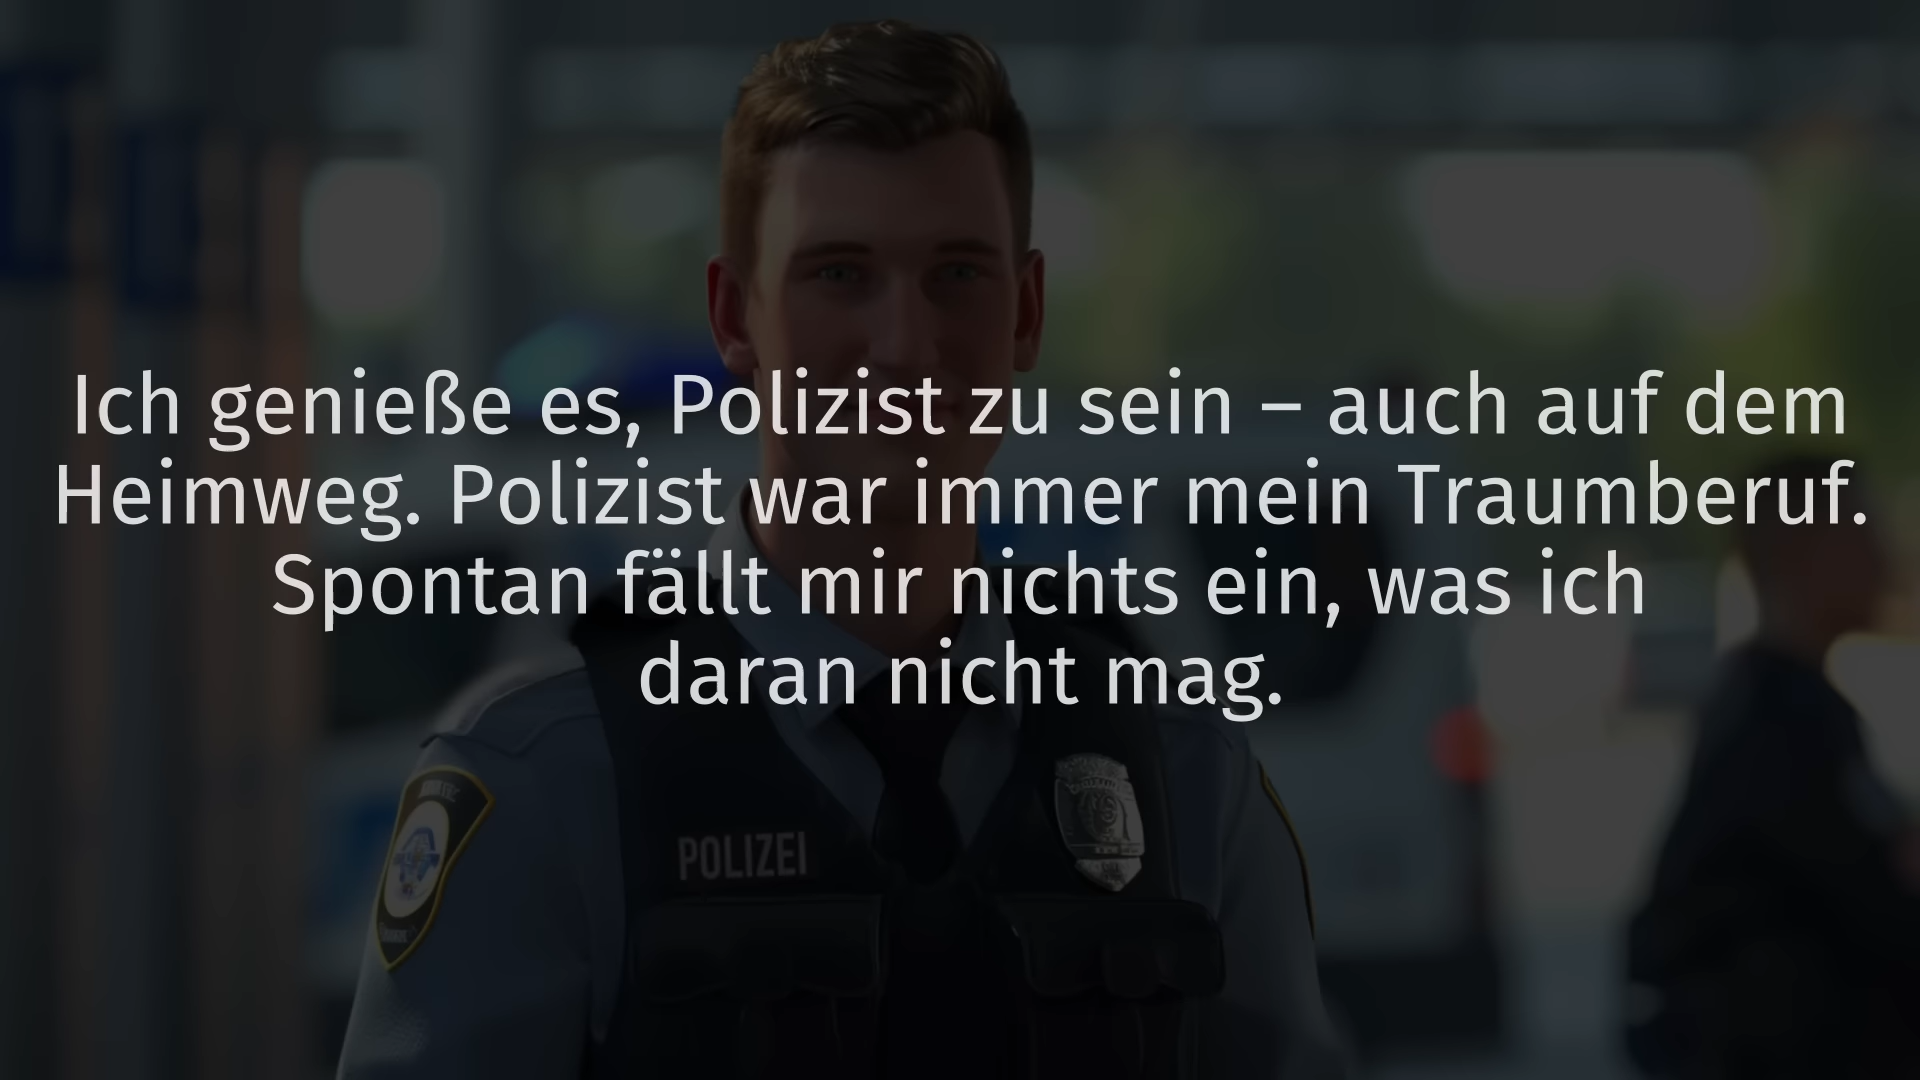 Ich genieße es, Polizist zu sein – auch auf dem
Heimweg. Polizist war immer mein Traumberuf.
Spontan fällt mir nichts ein, was ich
daran nicht mag.
POLIZEI